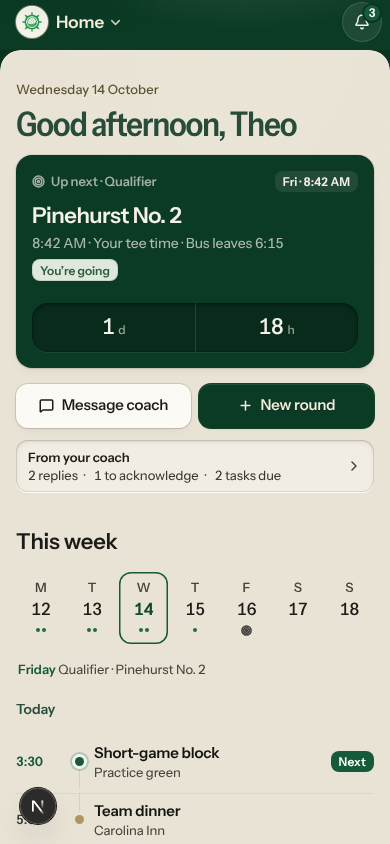 Home
3
Wednesday 14 October
Good afternoon, Theo
Up next · Qualifier
Fri · 8:42 AM
Pinehurst No. 2
8:42 AM · Your tee time · Bus leaves 6:15
You're going
1 d 18 h
Message coach
+ New round
From your coach
2 replies · 1 to acknowledge · 2 tasks due
This week
M T W T F S S
12 13 14 15 16 17 18
Friday Qualifier · Pinehurst No. 2
Today
3:30 Short-game block Next
Practice green
N
5: Team dinner
Carolina Inn